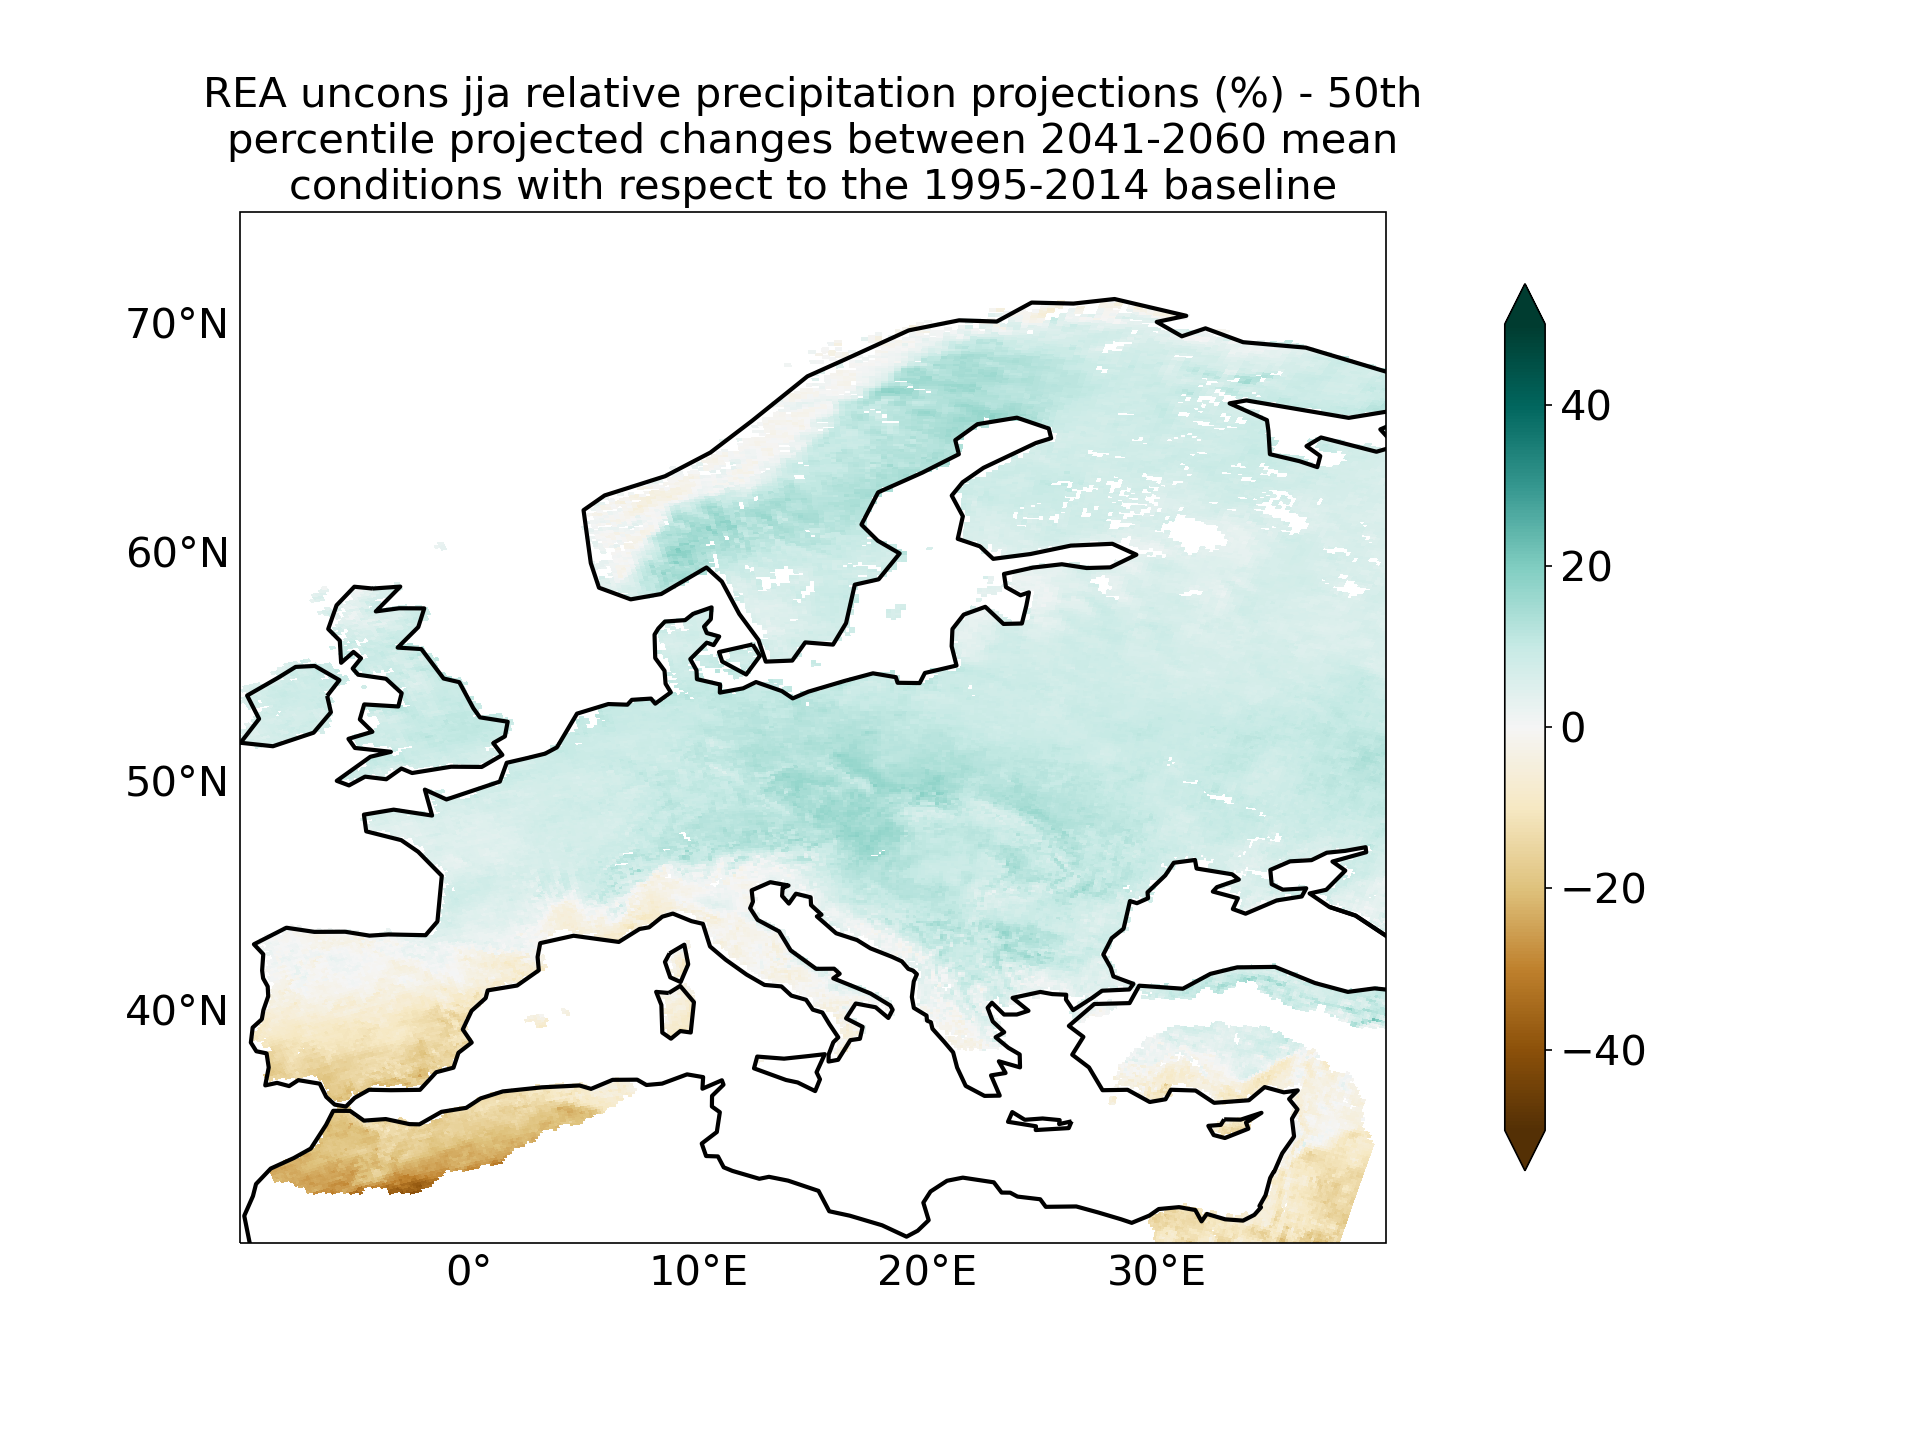 REA uncons jja relative precipitation projections (%) - 50th
percentile projected changes between 2041-2060 mean
conditions with respect to the 1995-2014 baseline
70°N
60°N
50°N
40°N
0°
10°E
20°E
30°E
40
20
0
−20
−40